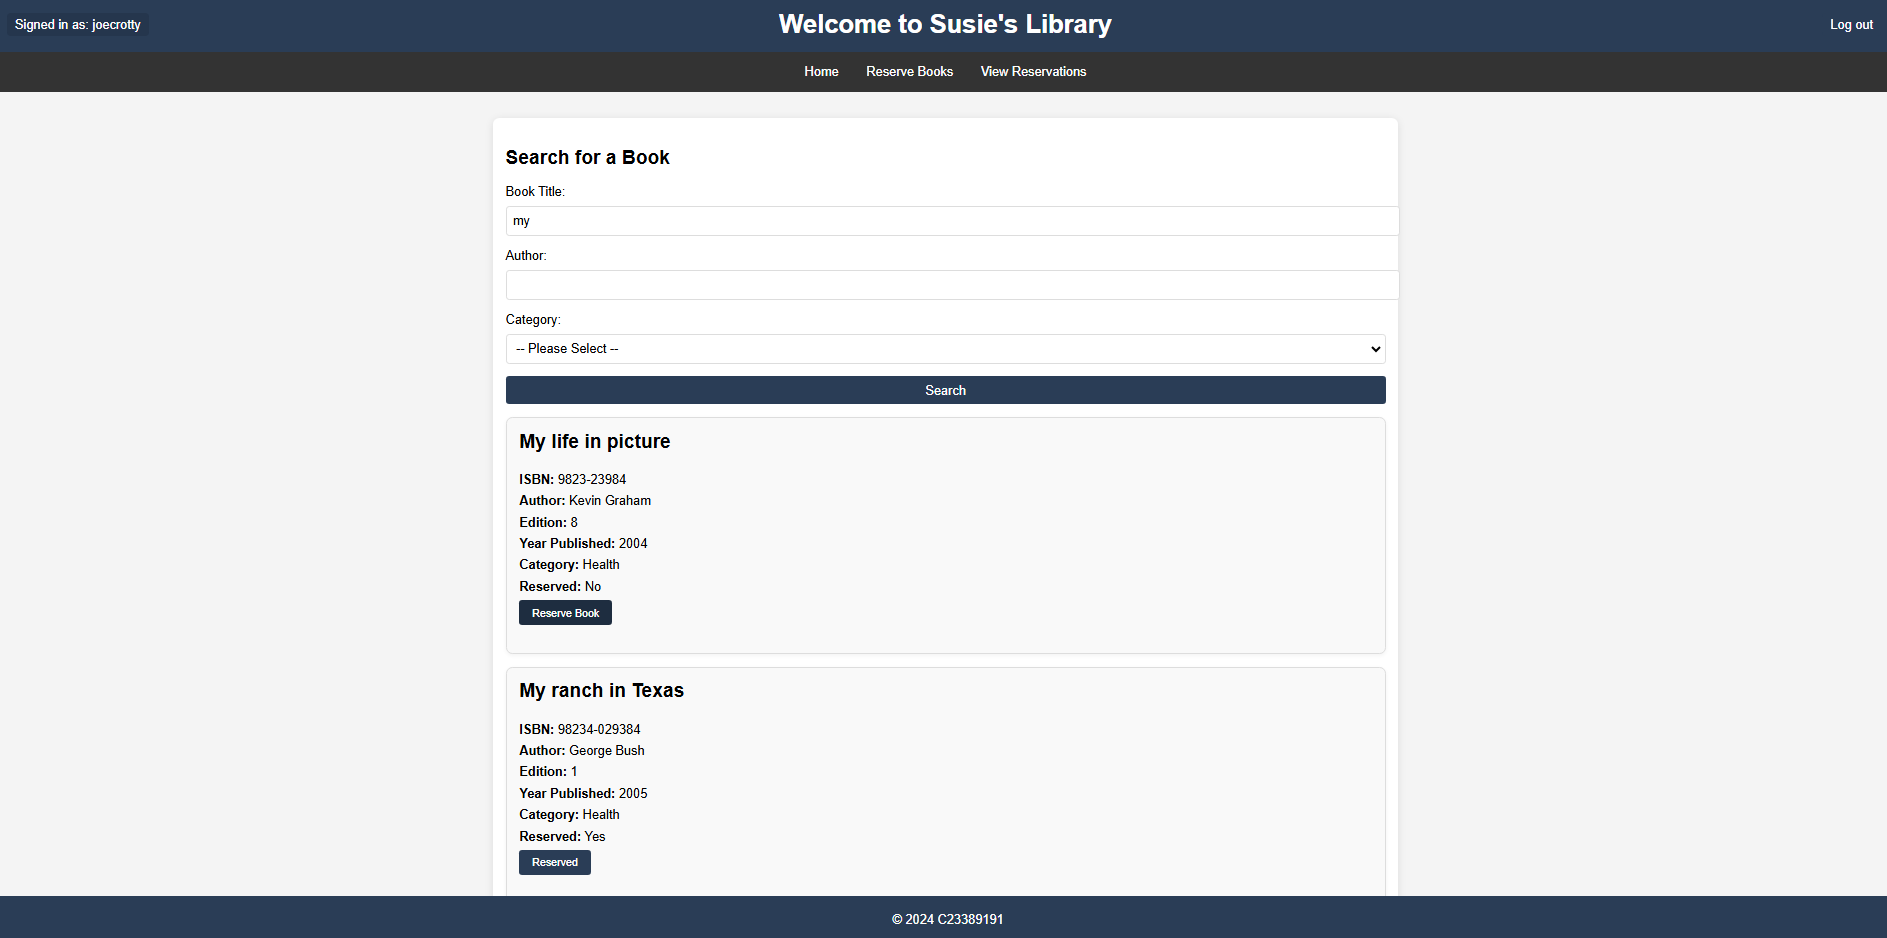 Signed in as: joecrotty
Welcome to Susie's Library
Log out
Home Reserve Books View Reservations
Search for a Book
Book Title:
my
Author:
Category:
-- Please Select --
Search
My life in picture
ISBN: 9823-23984
Author: Kevin Graham
Edition: 8
Year Published: 2004
Category: Health
Reserved: No
Reserve Book
My ranch in Texas
ISBN: 98234-029384
Author: George Bush
Edition: 1
Year Published: 2005
Category: Health
Reserved: Yes
Reserved
© 2024 C23389191